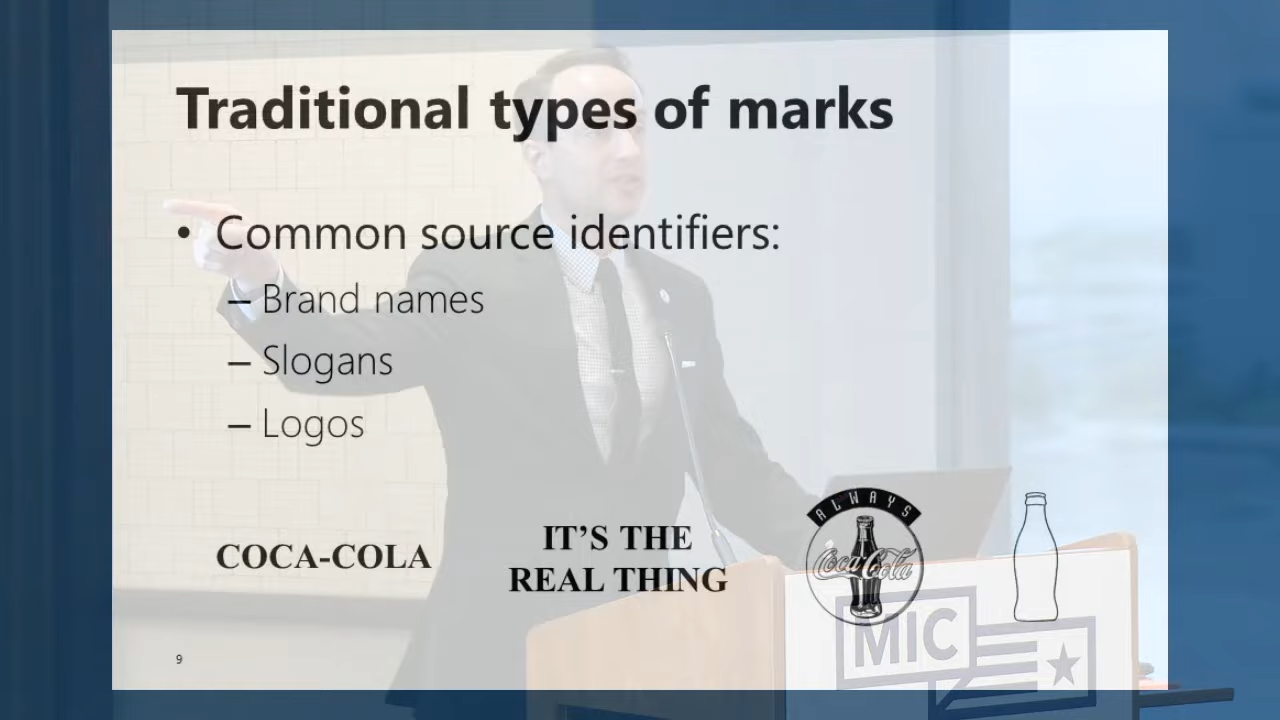 Traditional types of marks
• Common source identifiers:
– Brand names
– Slogans
– Logos
ALWAYS
Coca-Cola
COCA-COLA
IT’S THE
REAL THING
MIC
9